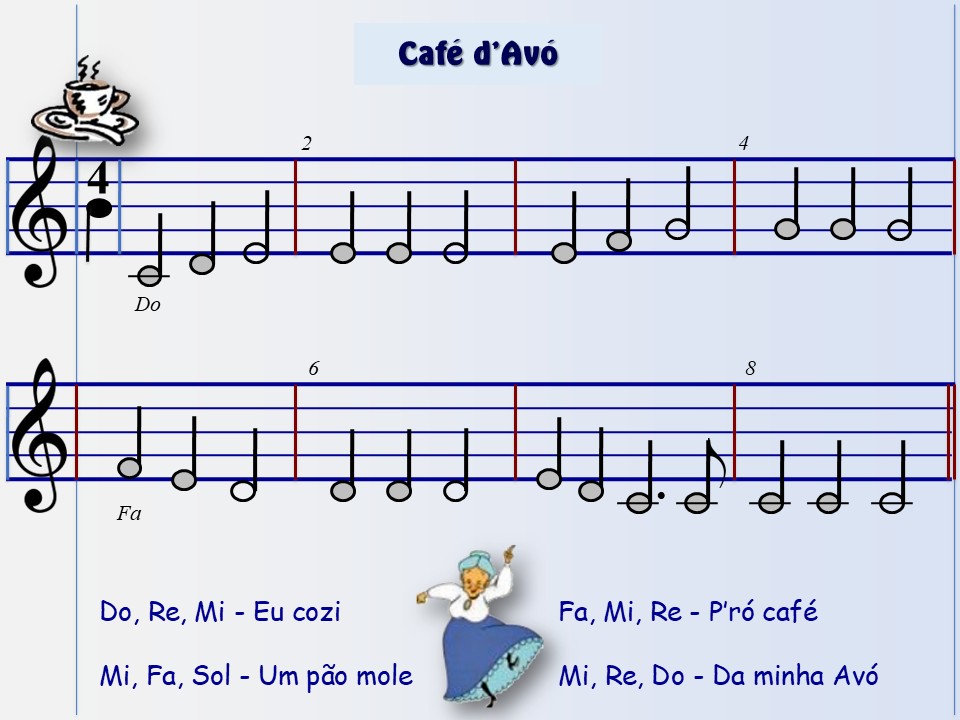 Café d'Avó
4
2
4
Do
6
8
Fa
Do, Re, Mi - Eu cozi
Mi, Fa, Sol - Um pão mole
Fa, Mi, Re - P'ró café
Mi, Re, Do - Da minha Avó